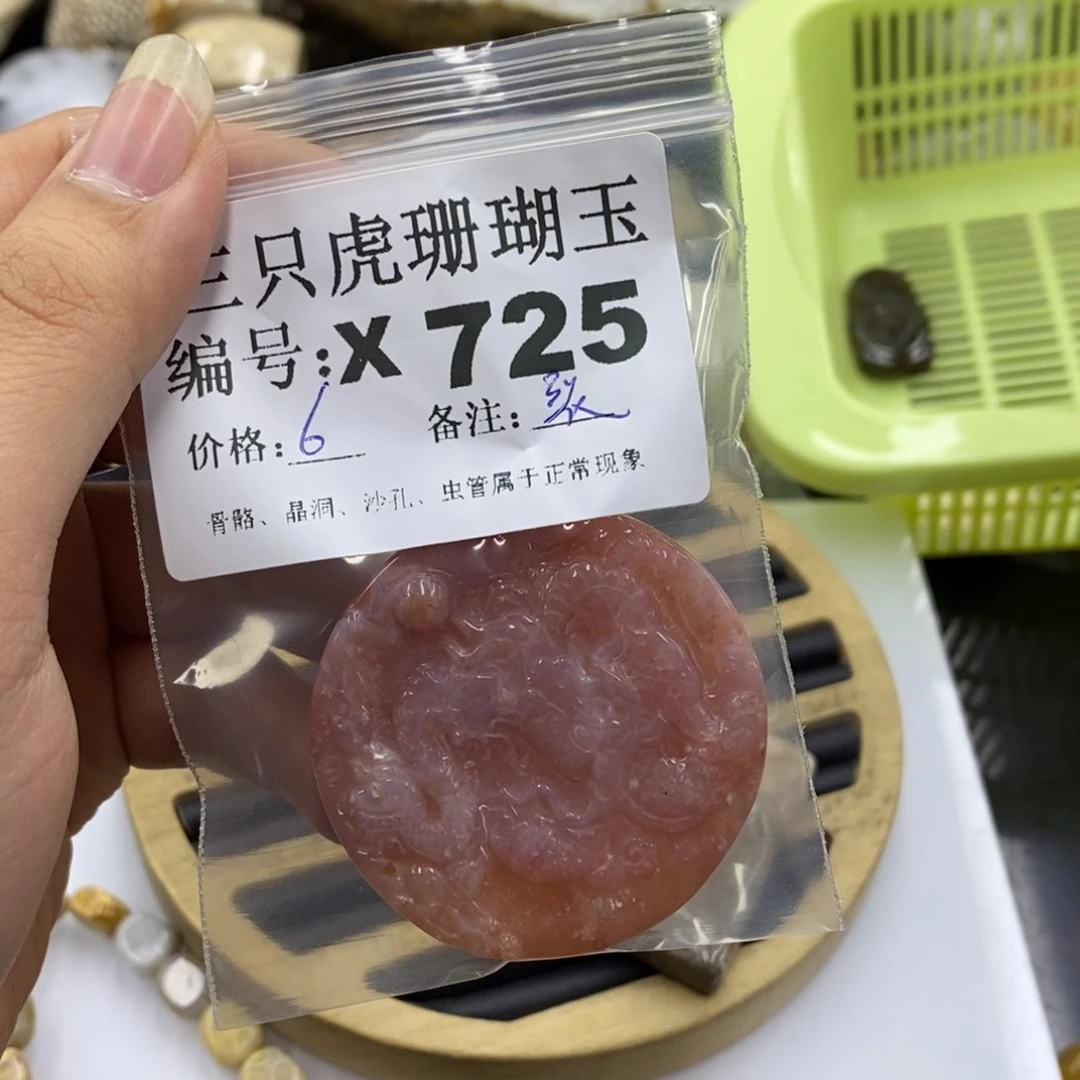 三只虎珊瑚玉
编号:X 725
价格:6 备注:张
骨骼、晶洞、沙孔、虫管属于正常现象